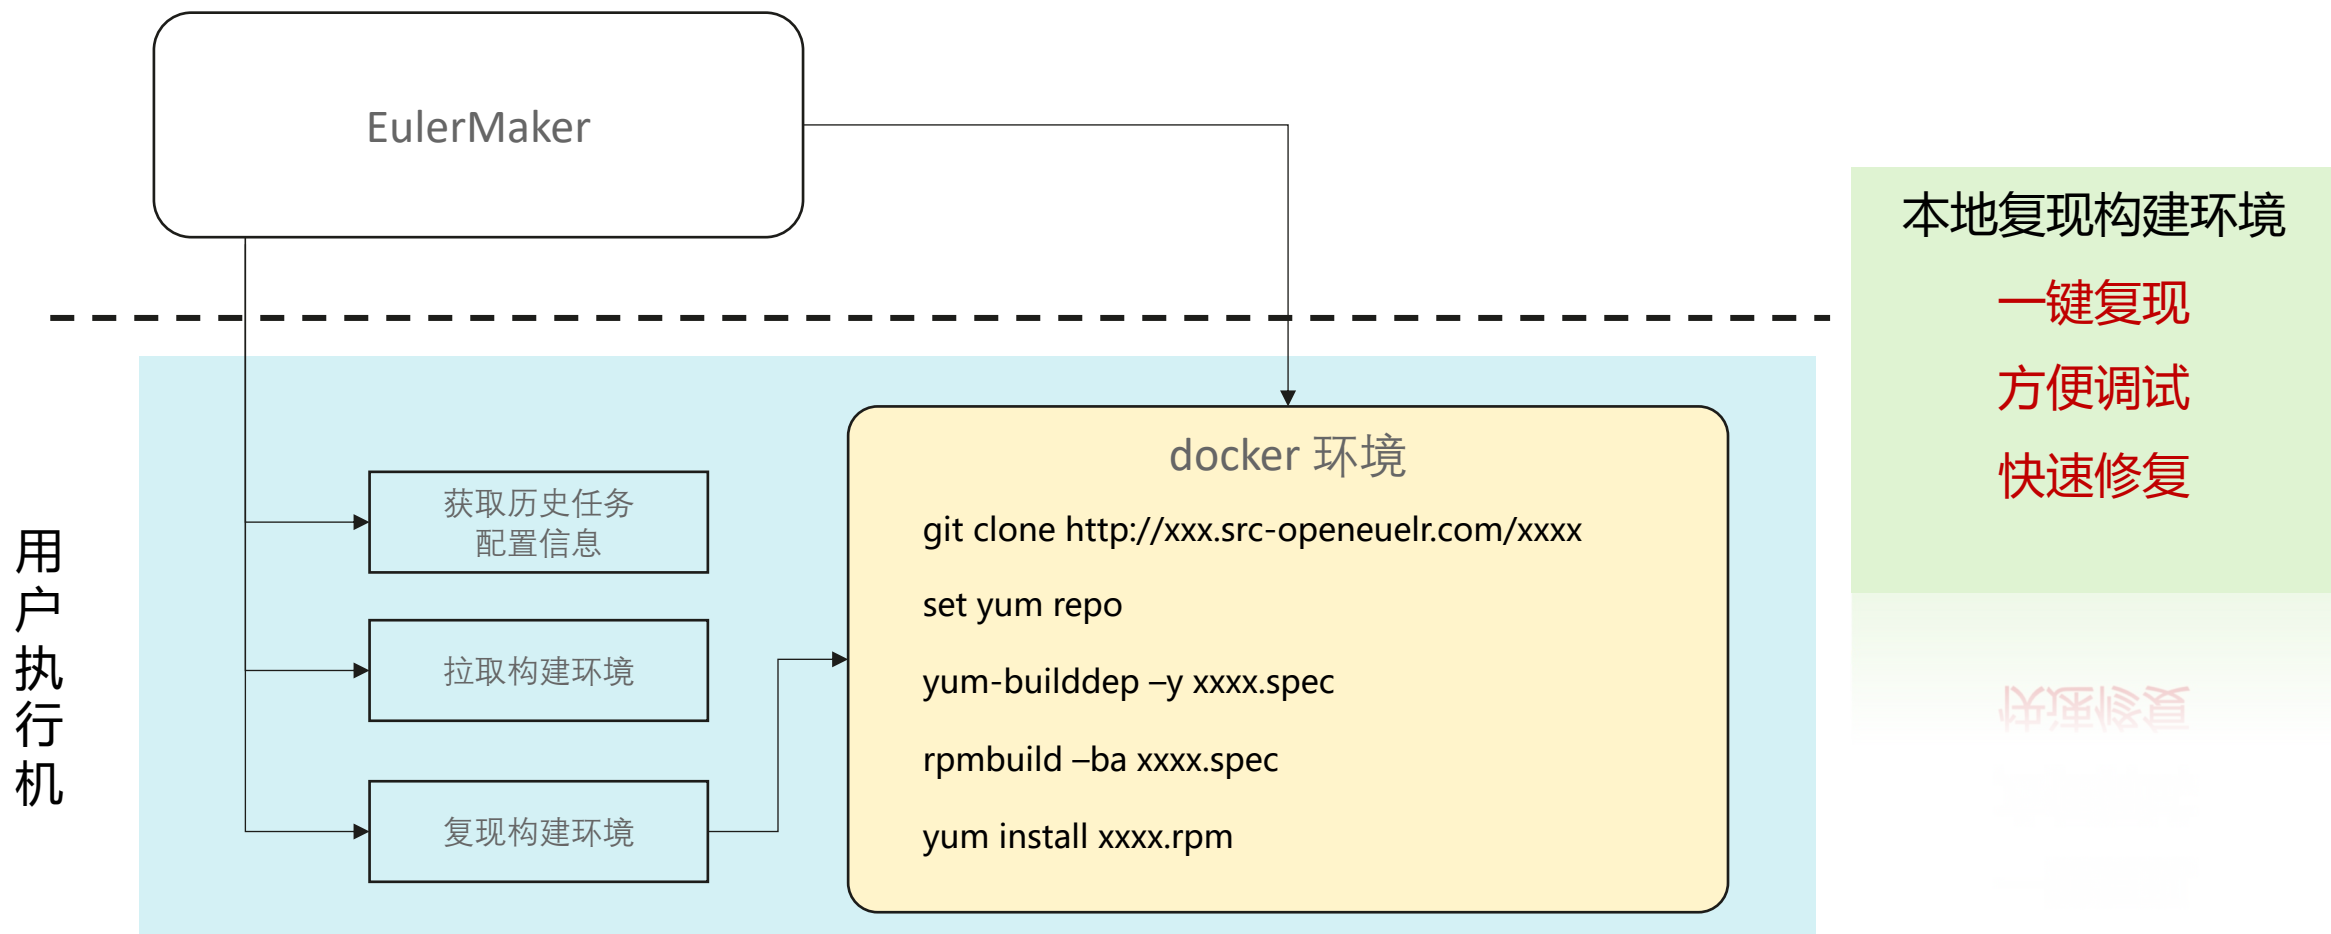 EulerMaker
本地复现构建环境
一键复现
方便调试
快速修复
用户执行机
获取历史任务
配置信息
拉取构建环境
复现构建环境
docker 环境
git clone http://xxx.src-openeuelr.com/xxxx
set yum repo
yum-builddep –y xxxx.spec
rpmbuild –ba xxxx.spec
yum install xxxx.rpm